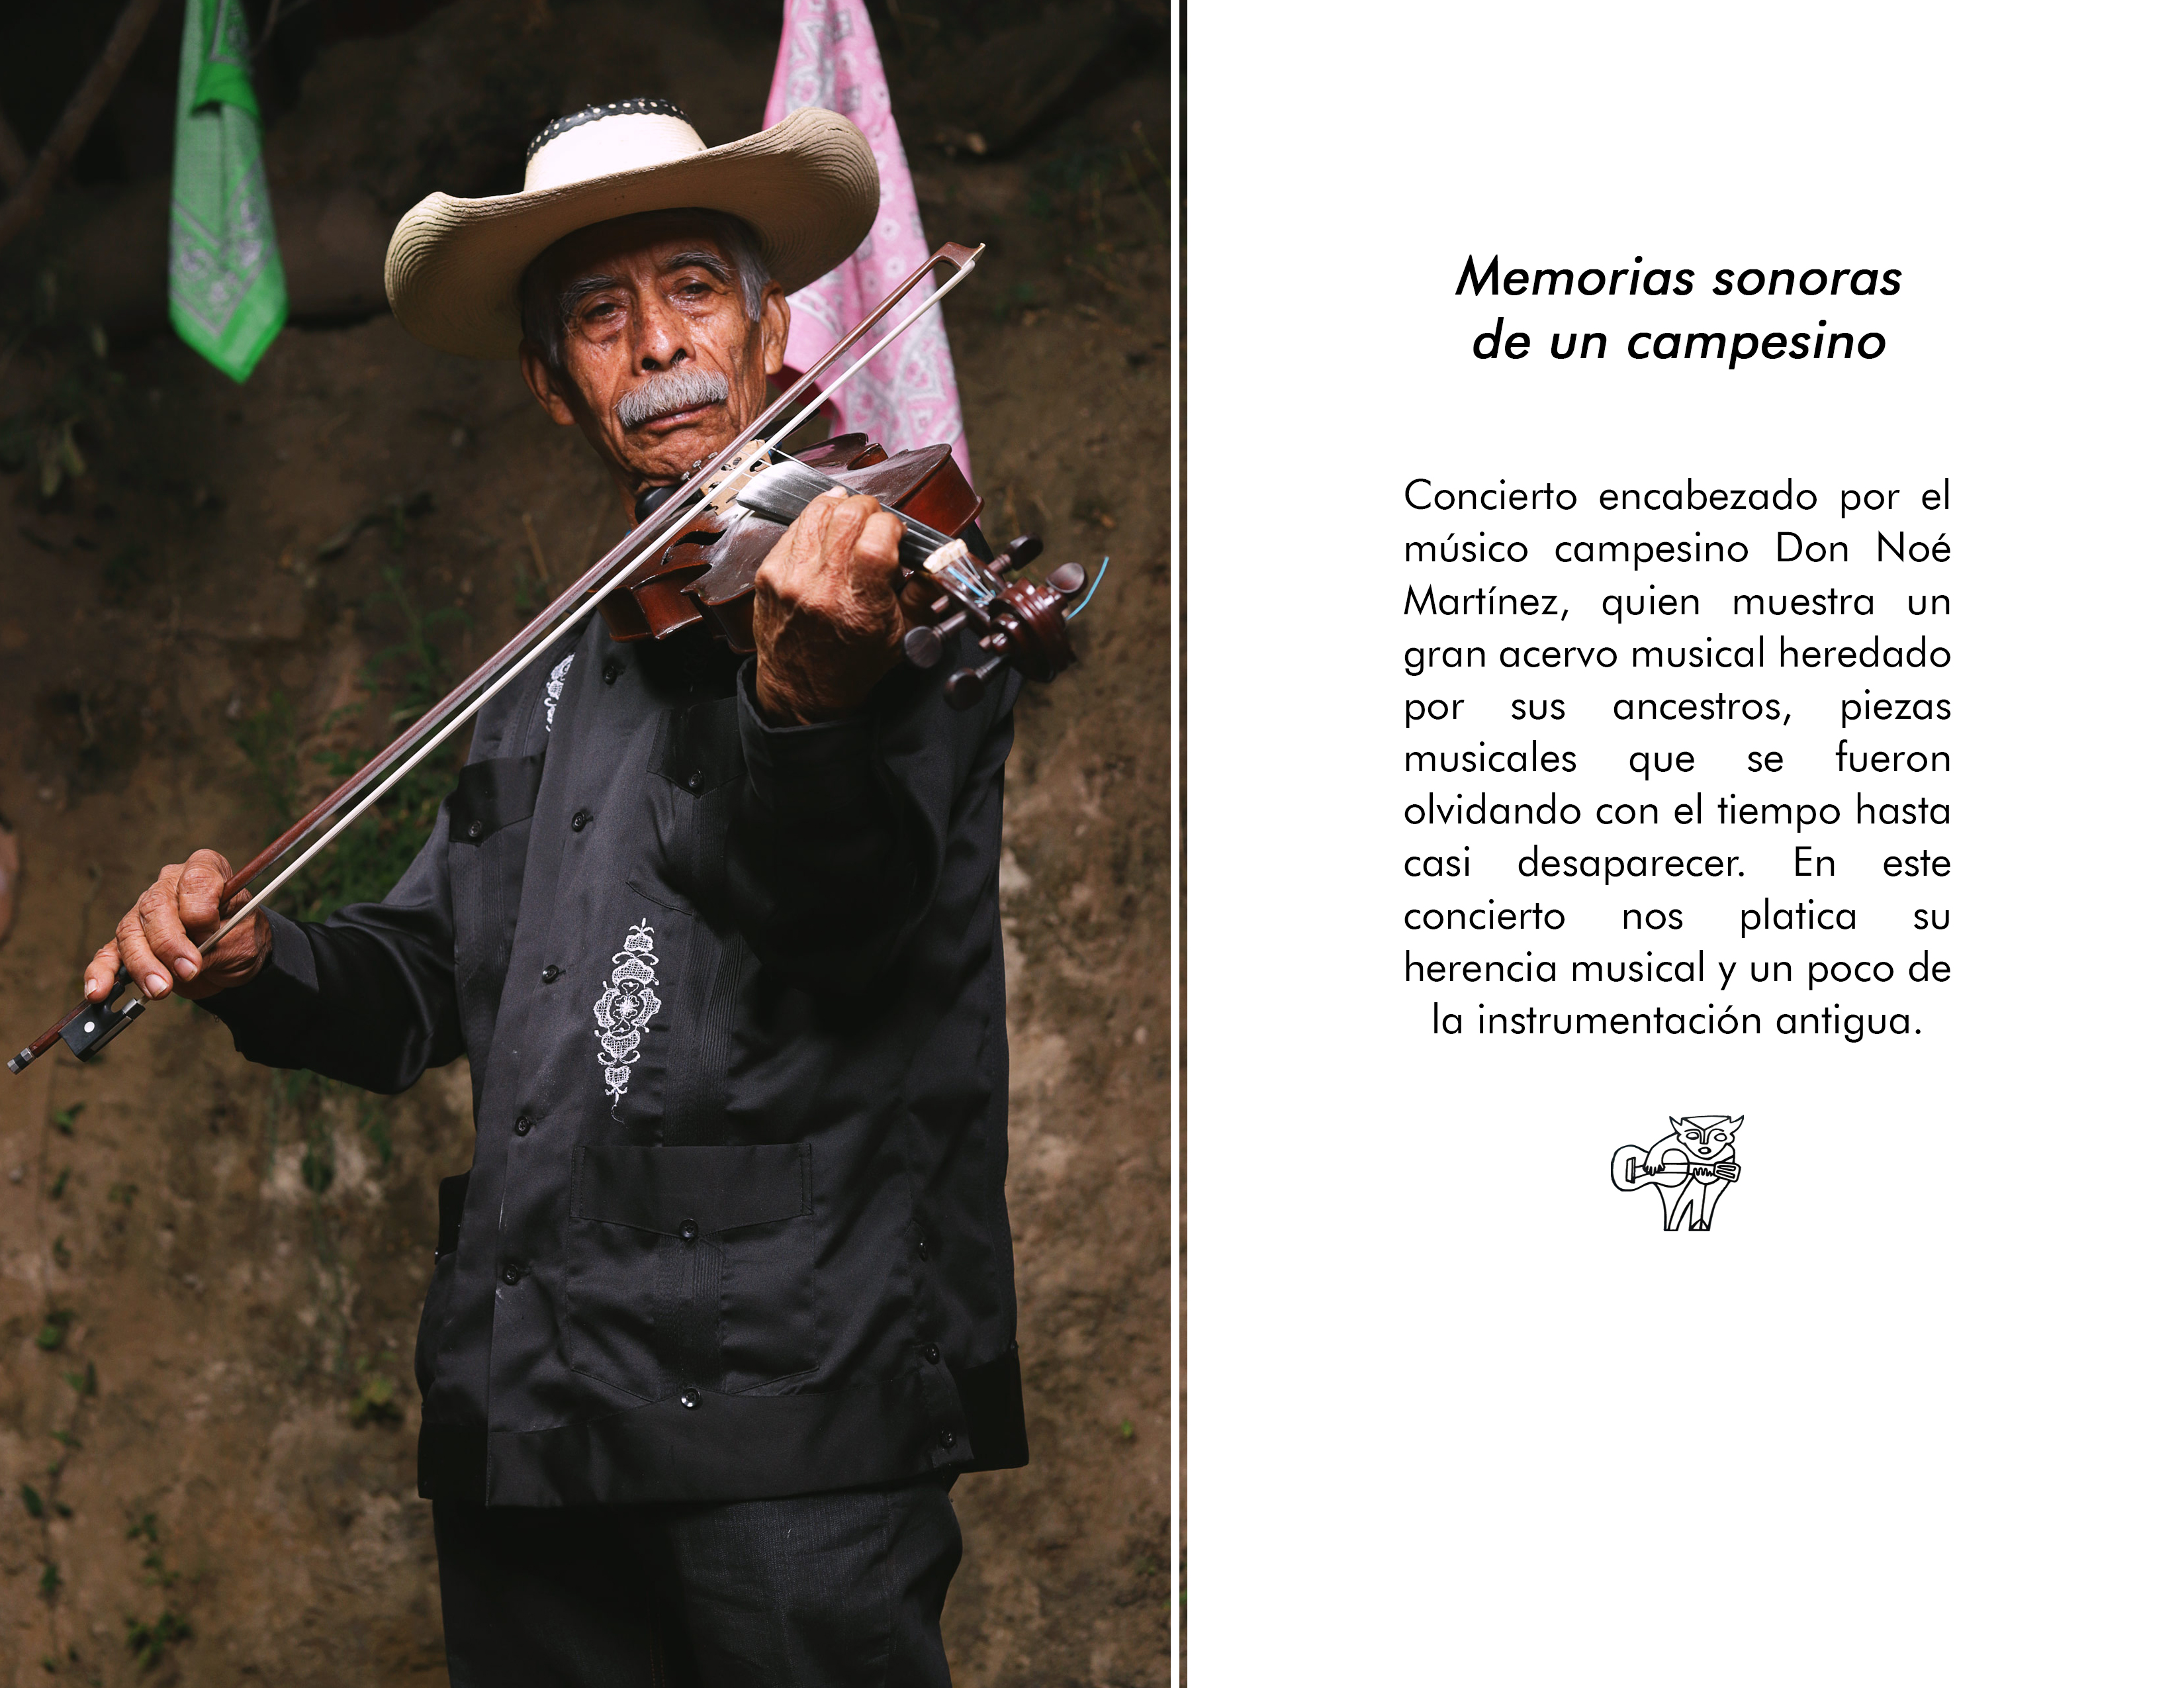 Memorias sonoras
de un campesino
Concierto encabezado por el
músico campesino Don Noé
Martínez, quien muestra un
gran acervo musical heredado
por sus ancestros, piezas
musicales que se fueron
olvidando con el tiempo hasta
casi desaparecer. En este
concierto nos platica su
herencia musical y un poco de
la instrumentación antigua.